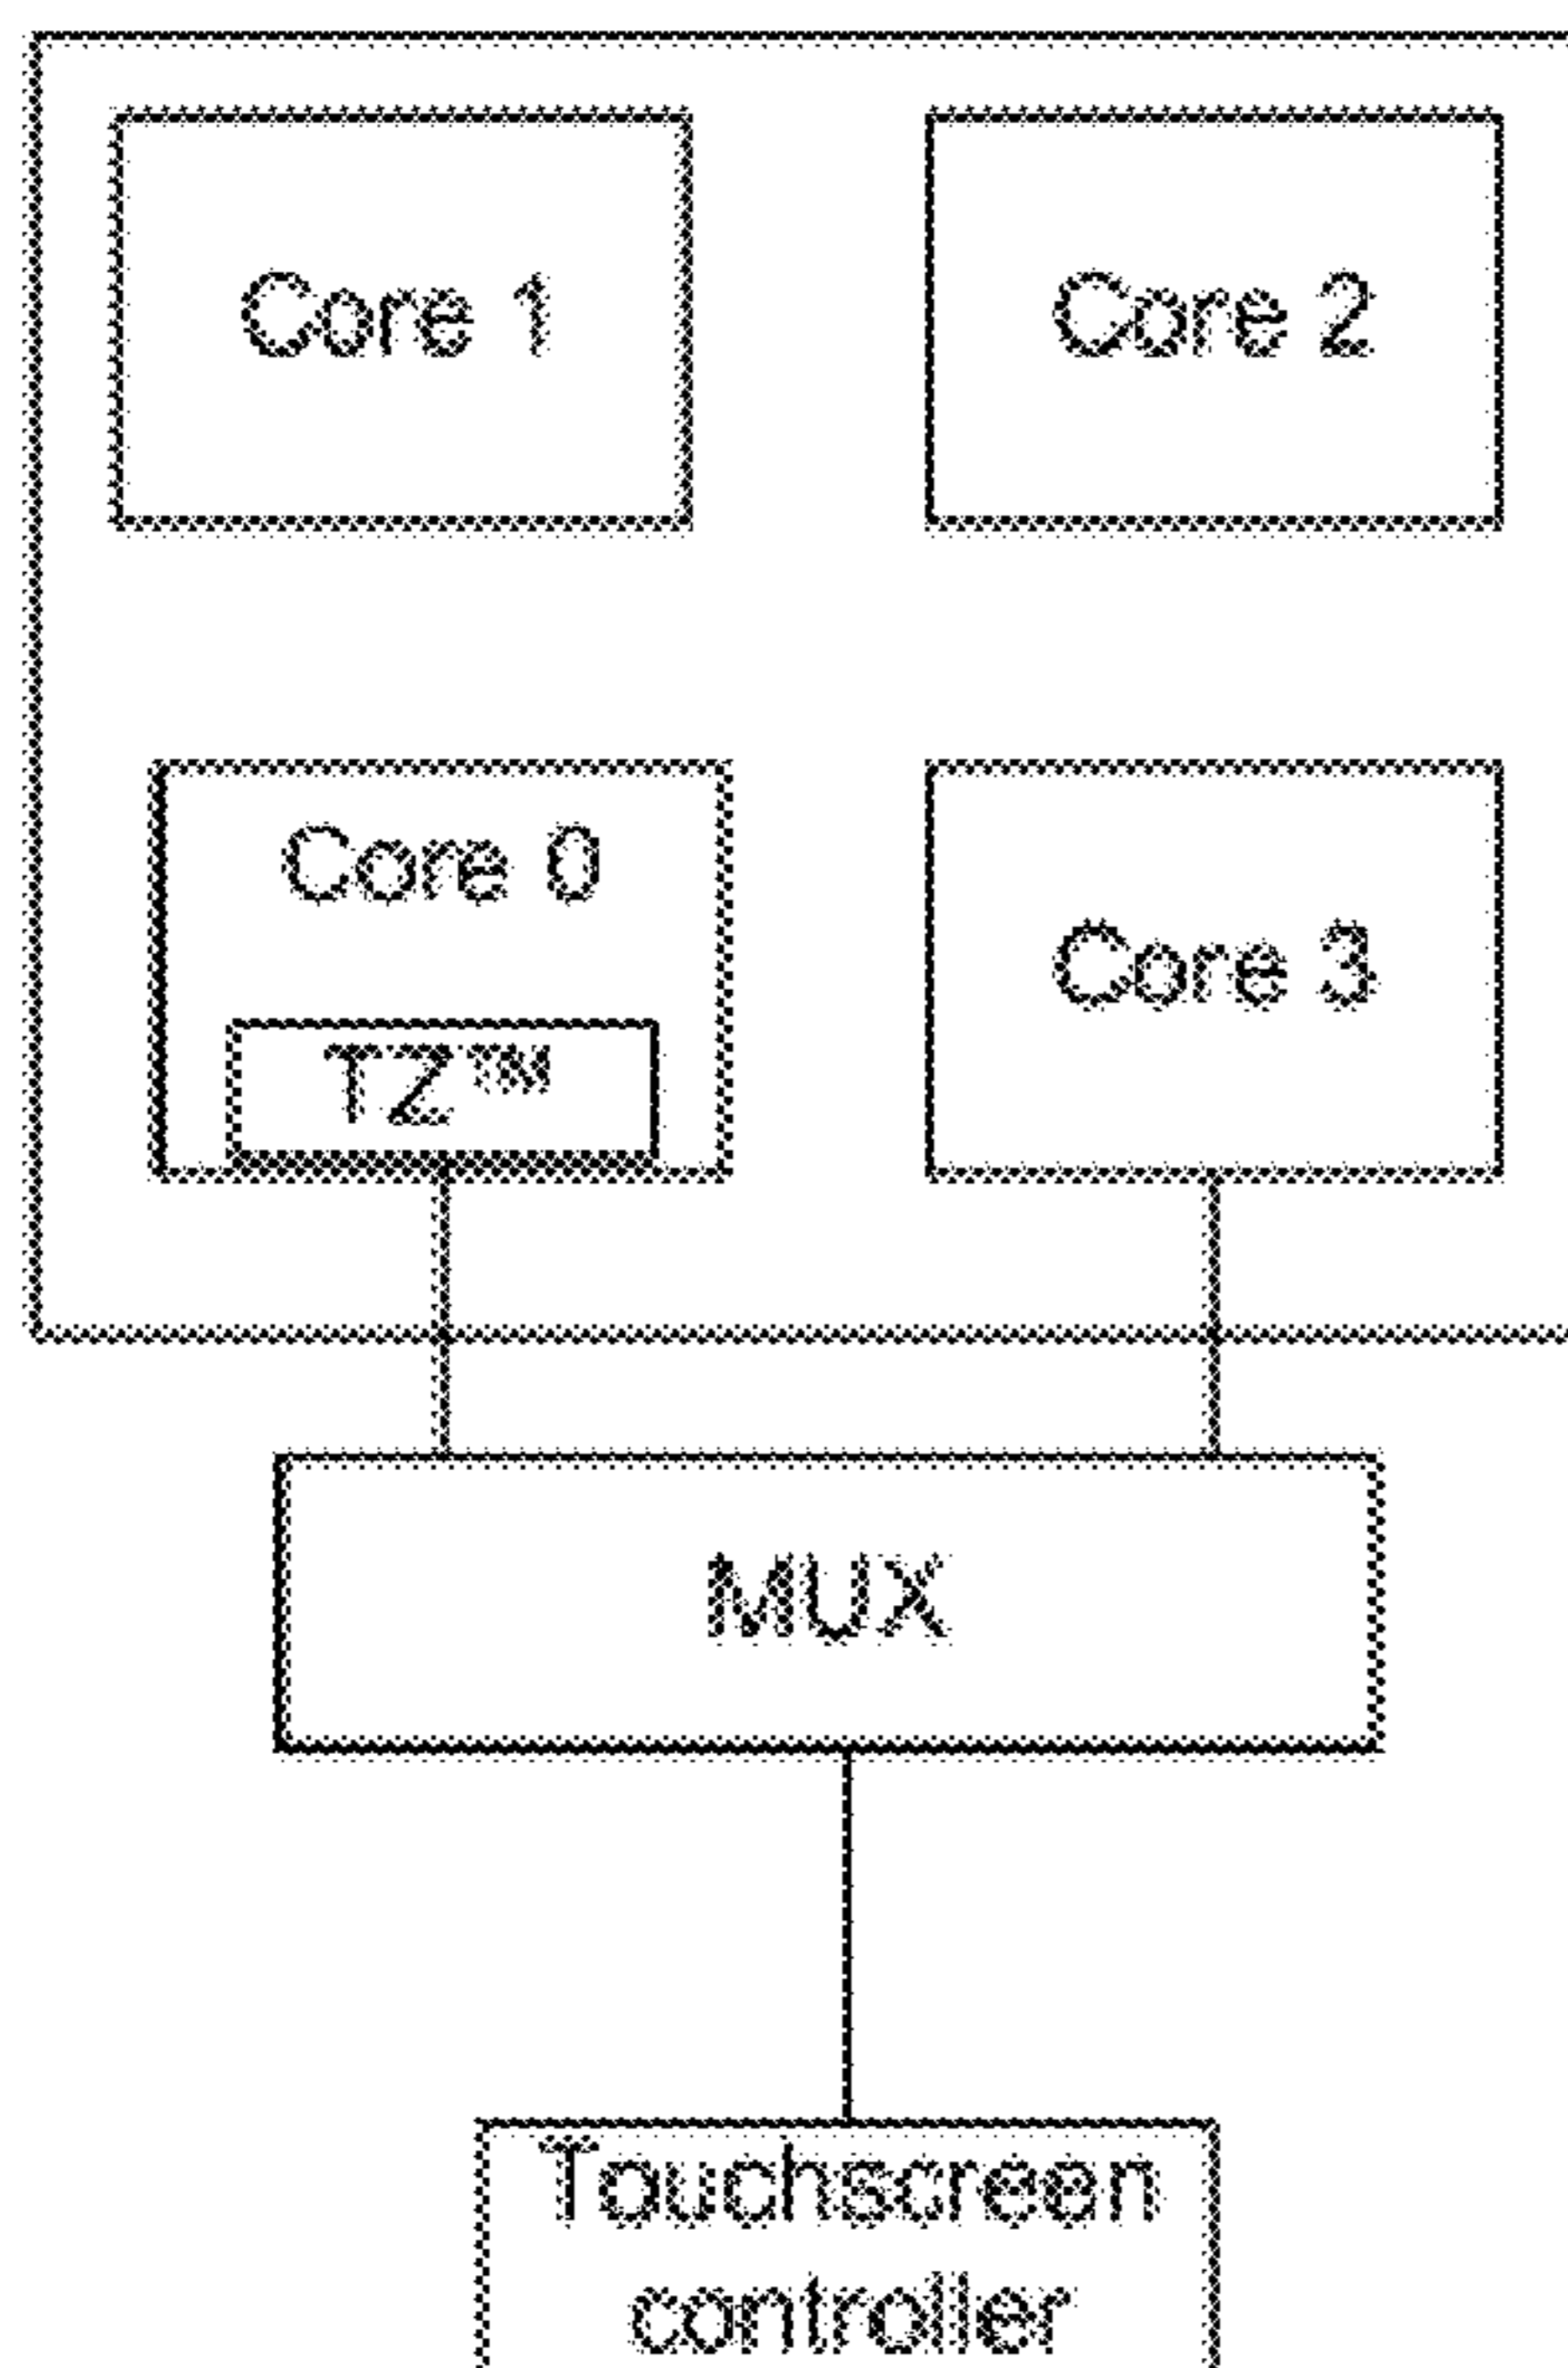 Core 1
Core 2
Core 0
TZ™
Core 3
MUX
Touchscreen
controller